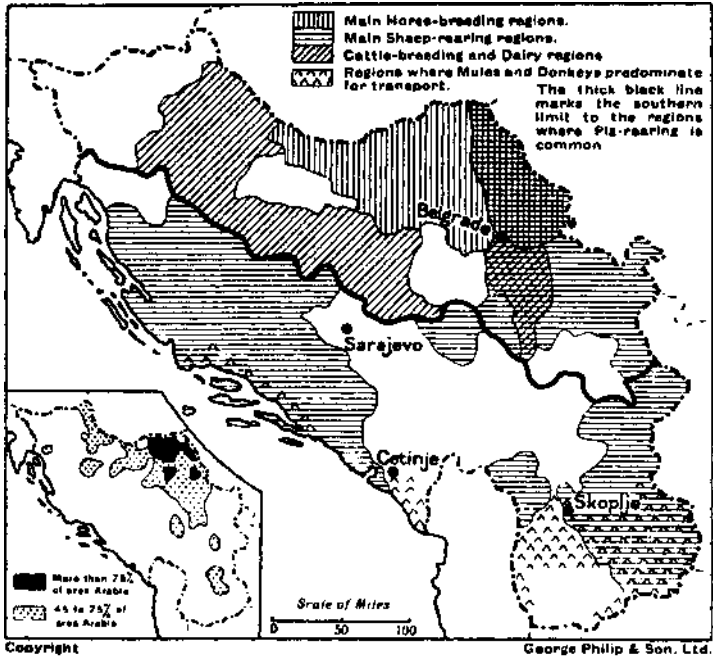 Main Horse-breeding regions.
Main Sheep-rearing regions.
Cattle-breeding and Dairy regions
Regions where Mules and Donkeys predominate
for transport.
The thick black line
marks the southern
limit to the regions
where Pig-rearing is
common
Belgrade
Sarajevo
Cetinje
Skoplje
More than 75%
of area Arable
45 to 75% of
area Arable
Scale of Miles
0 50 100
Copyright
George Philip & Son. Ltd.